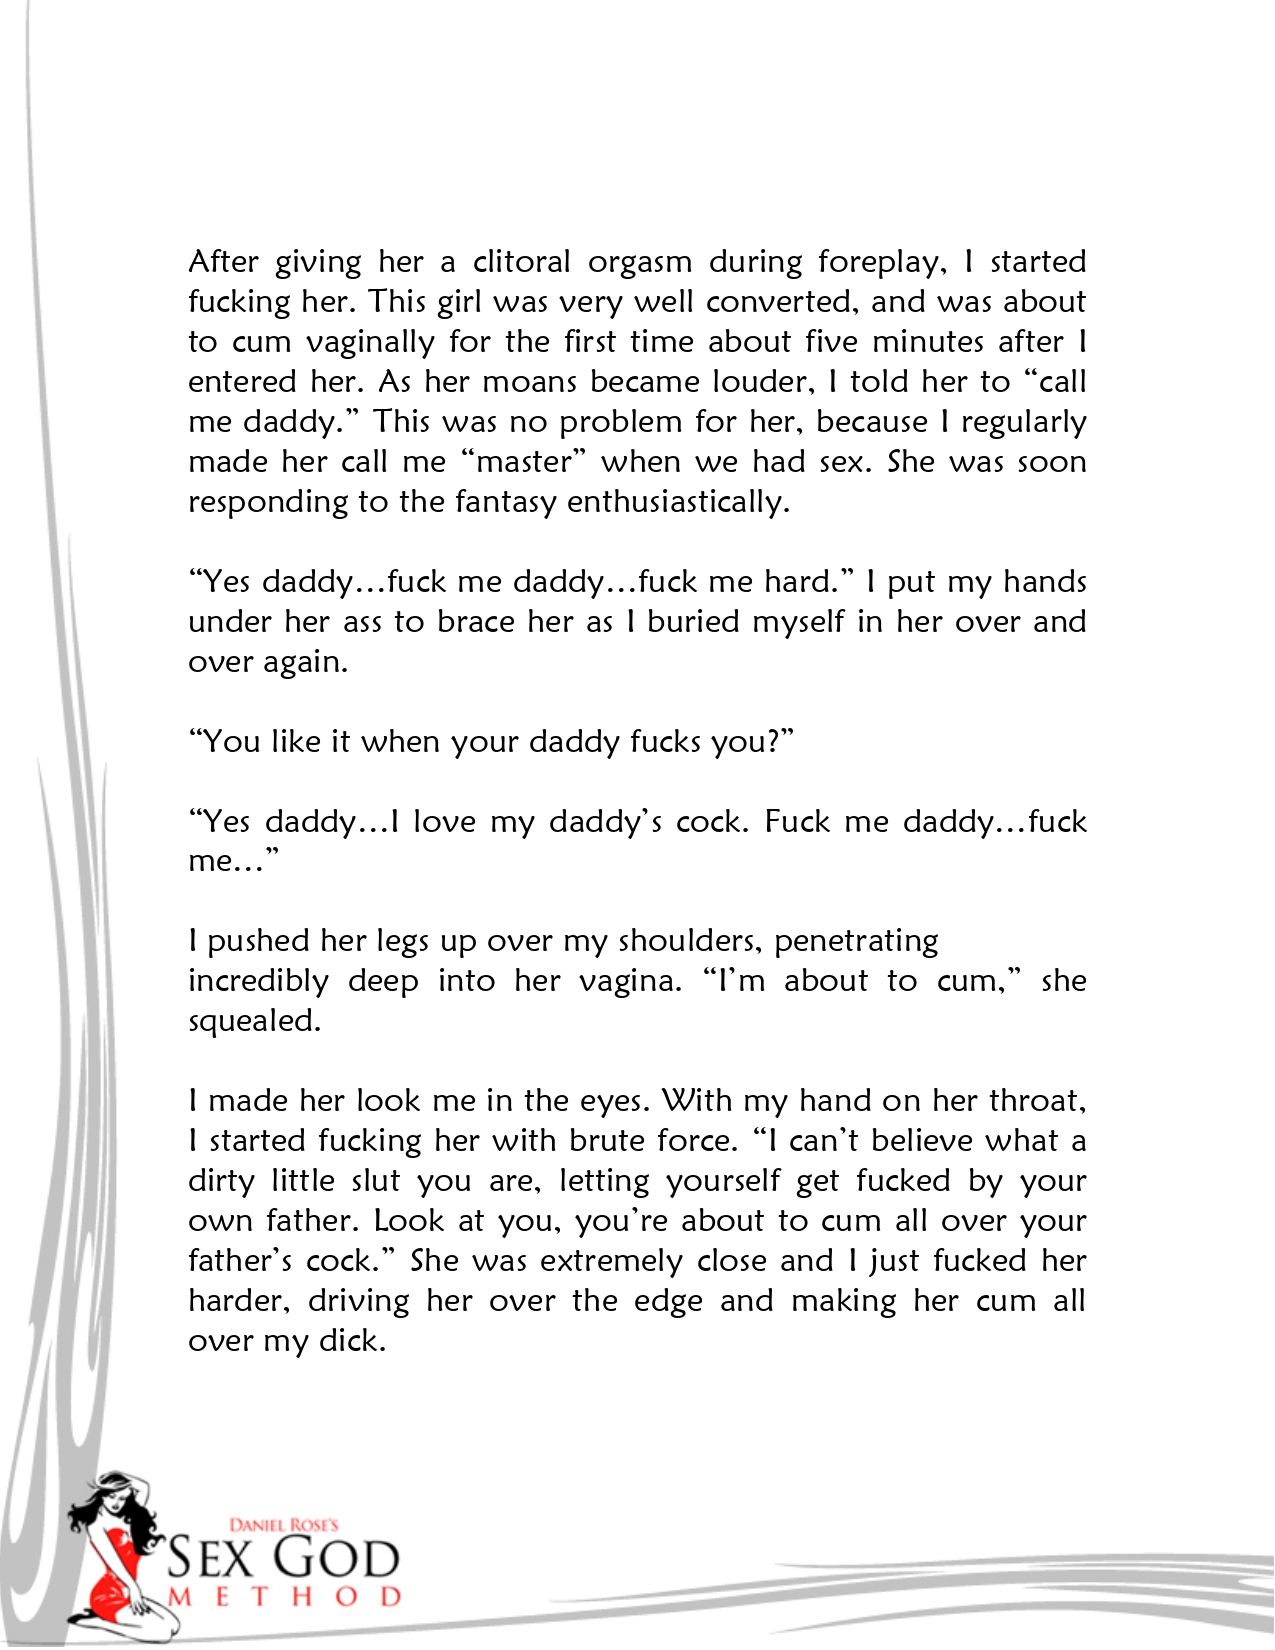 After giving her a clitoral orgasm during foreplay, I started
fucking her. This girl was very well converted, and was about
to cum vaginally for the first time about five minutes after I
entered her. As her moans became louder, I told her to “call
me daddy.” This was no problem for her, because I regularly
made her call me “master” when we had sex. She was soon
responding to the fantasy enthusiastically.
“Yes daddy…fuck me daddy…fuck me hard.” I put my hands
under her ass to brace her as I buried myself in her over and
over again.
“You like it when your daddy fucks you?”
“Yes daddy…I love my daddy’s cock. Fuck me daddy…fuck
me…”
I pushed her legs up over my shoulders, penetrating
incredibly deep into her vagina. “I’m about to cum,” she
squealed.
I made her look me in the eyes. With my hand on her throat,
I started fucking her with brute force. “I can’t believe what a
dirty little slut you are, letting yourself get fucked by your
own father. Look at you, you’re about to cum all over your
father’s cock.” She was extremely close and I just fucked her
harder, driving her over the edge and making her cum all
over my dick.
DANIEL ROSE'S
SEX GOD
METHOD